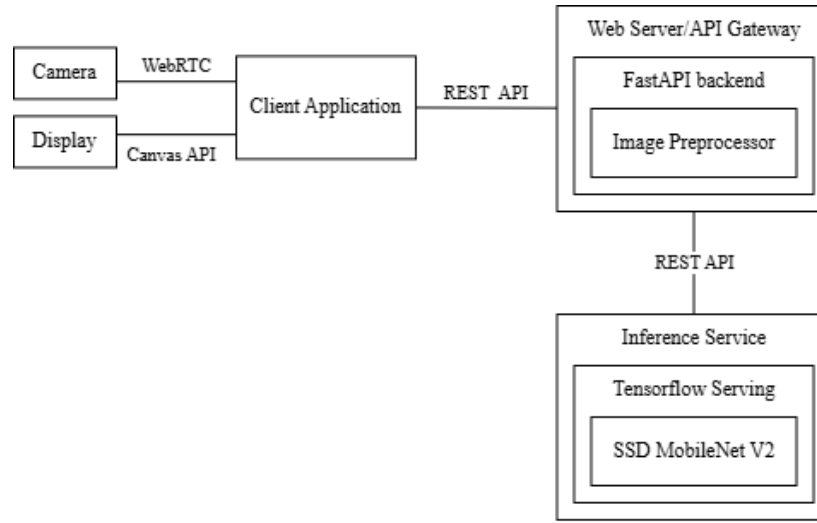 Web Server/API Gateway
Camera
WebRTC
Client Application
REST API
FastAPI backend
Image Preprocessor
Display
Canvas API
REST API
Inference Service
Tensorflow Serving
SSD MobileNet V2